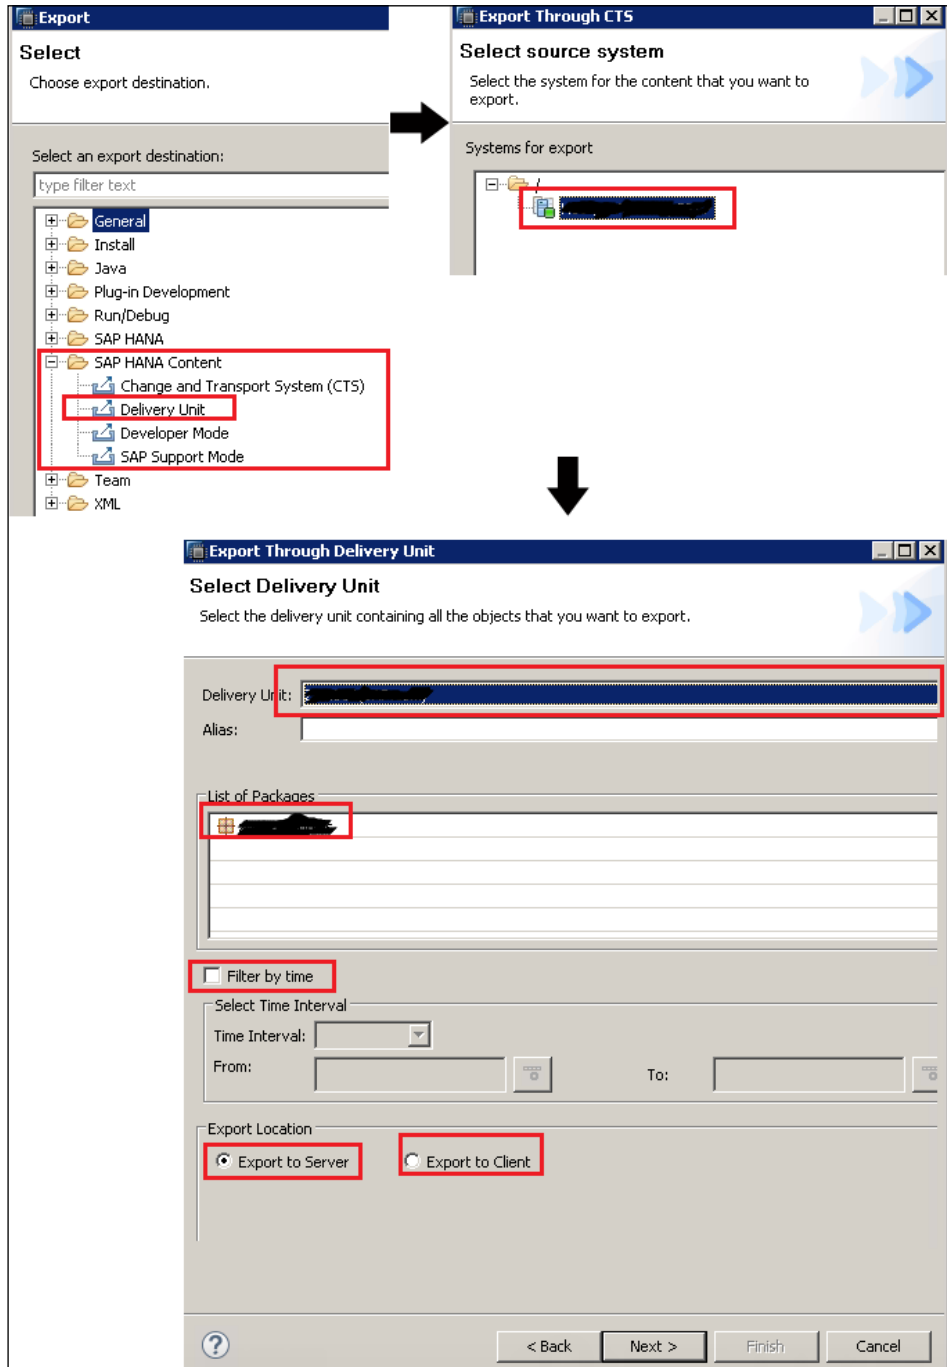 Export
Select
Choose export destination.
Select an export destination:
type filter text
General
Install
Java
Plug-in Development
Run/Debug
SAP HANA
SAP HANA Content
Change and Transport System (CTS)
Delivery Unit
Developer Mode
SAP Support Mode
Team
XML
Export Through CTS
Select source system
Select the system for the content that you want to
export.
Systems for export
/
Export Through Delivery Unit
Select Delivery Unit
Select the delivery unit containing all the objects that you want to export.
Delivery Unit:
Alias:
List of Packages
Filter by time
Select Time Interval
Time Interval:
From:
To:
Export Location
Export to Server
Export to Client
? < Back Next > Finish Cancel